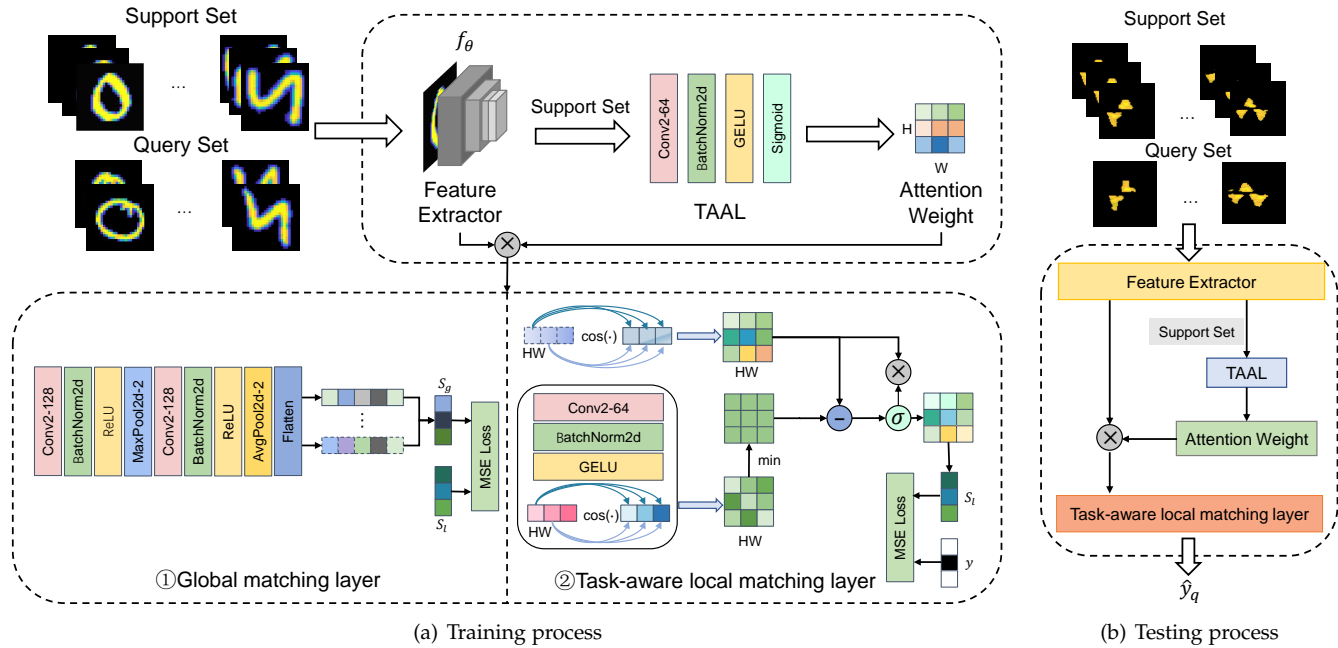 Support Set
...
Query Set
...
f_θ
Feature
Extractor
Support Set
Conv2-64
BatchNorm2d
GELU
Sigmoid
TAAL
H
W
Attention
Weight
×
Conv2-128
BatchNorm2d
ReLU
MaxPool2d-2
Conv2-128
BatchNorm2d
ReLU
AvgPool2d-2
Flatten
S_g
S_l
MSE Loss
①Global matching layer
HW
cos(·)
HW
Conv2-64
BatchNorm2d
GELU
HW
cos(·)
HW
min
−
σ
×
S_l
MSE Loss
y
②Task-aware local matching layer
(a) Training process
Support Set
...
Query Set
...
Feature Extractor
Support Set
TAAL
×
Attention Weight
Task-aware local matching layer
ŷ_q
(b) Testing process